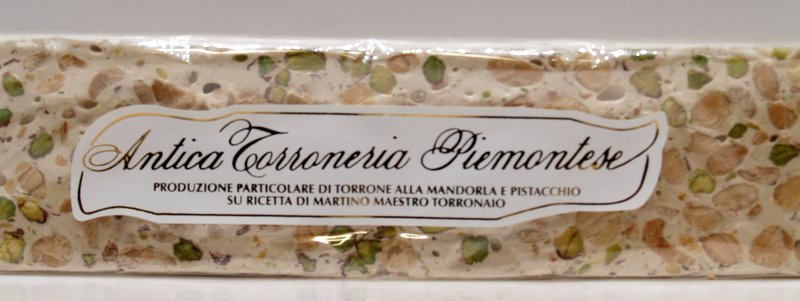 Antica Torroneria Piemontese
PRODUZIONE PARTICOLARE DI TORRONE ALLA MANDORLA E PISTACCHIO
SU RICETTA DI MARTINO MAESTRO TORRONAIO